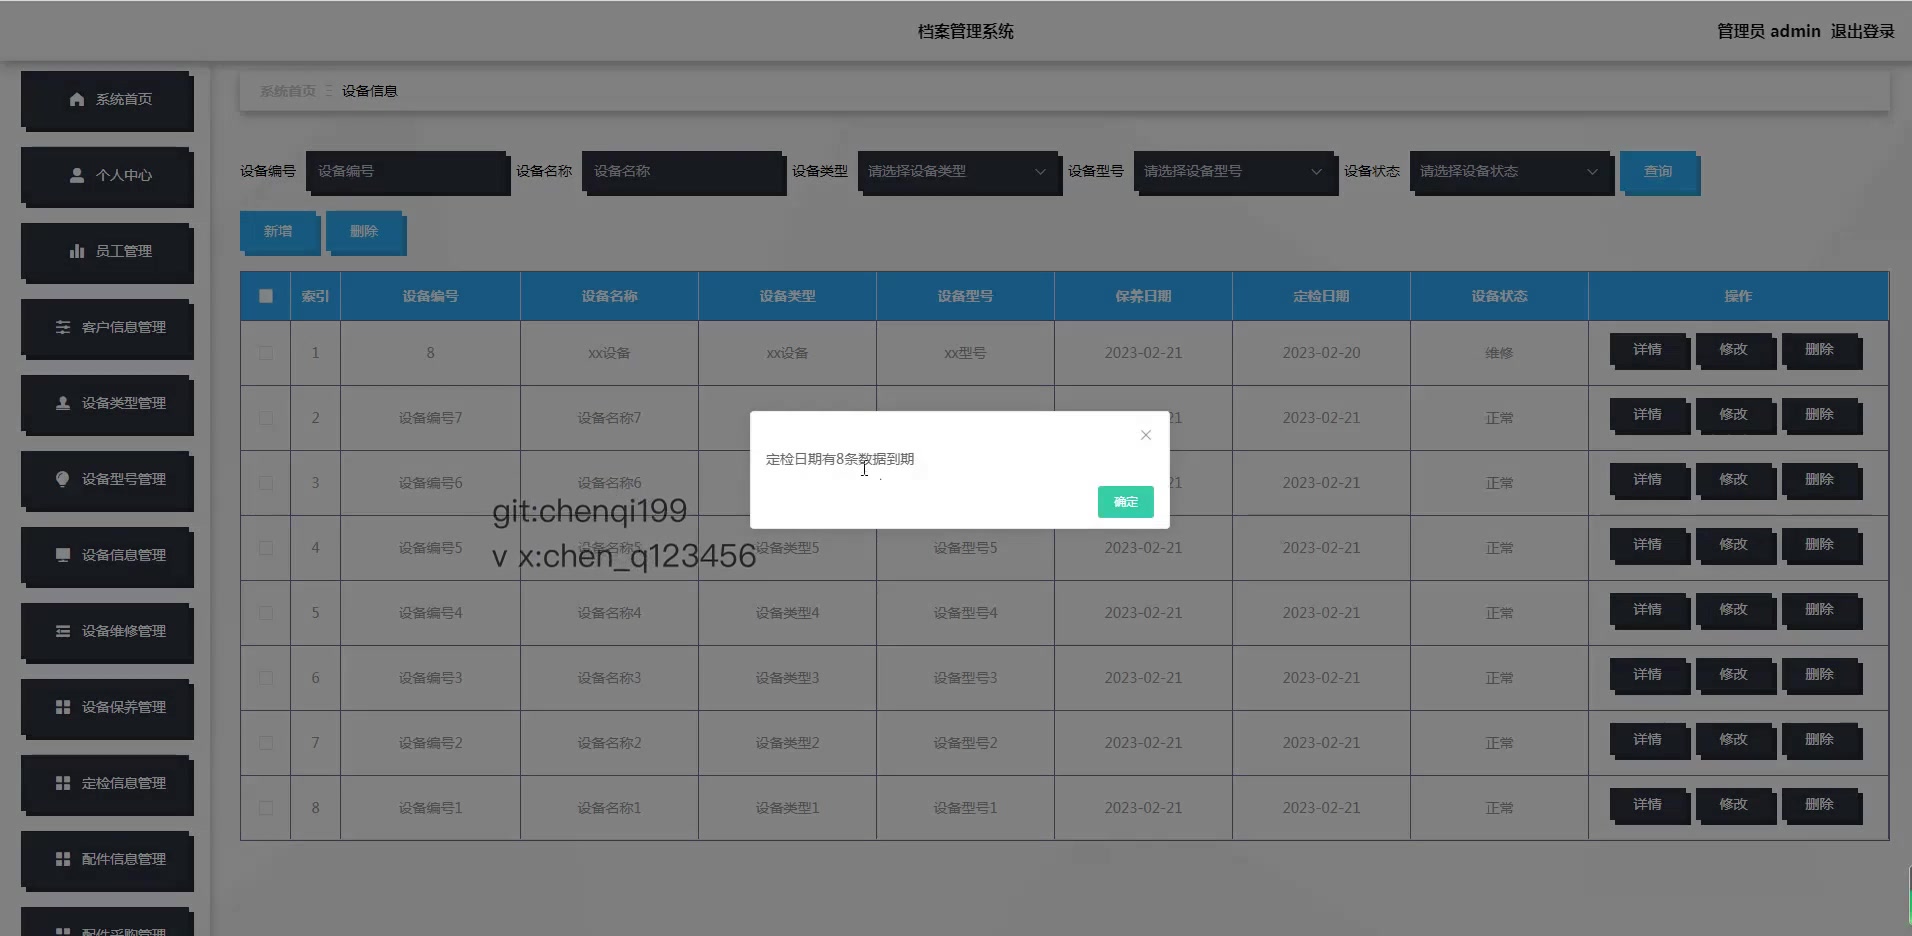 档案管理系统
管理员 admin 退出登录
系统首页
个人中心
员工管理
客户信息管理
设备类型管理
设备型号管理
设备信息管理
设备维修管理
设备保养管理
定检信息管理
配件信息管理
配件采购管理
系统首页 设备信息
设备编号 设备编号 设备名称 设备名称 设备类型 请选择设备类型 设备型号 请选择设备型号 设备状态 请选择设备状态 查询
新增 删除
索引 设备编号 设备名称 设备类型 设备型号 保养日期 定检日期 设备状态 操作
1 8 xx设备 xx设备 xx型号 2023-02-21 2023-02-20 维修 详情 修改 删除
2 设备编号7 设备名称7 2023-02-21 正常 详情 修改 删除
3 设备编号6 设备名称6 2023-02-21 正常 详情 修改 删除
4 设备编号5 设备名称5 设备类型5 设备型号5 2023-02-21 2023-02-21 正常 详情 修改 删除
5 设备编号4 设备名称4 设备类型4 设备型号4 2023-02-21 2023-02-21 正常 详情 修改 删除
6 设备编号3 设备名称3 设备类型3 设备型号3 2023-02-21 2023-02-21 正常 详情 修改 删除
7 设备编号2 设备名称2 设备类型2 设备型号2 2023-02-21 2023-02-21 正常 详情 修改 删除
8 设备编号1 设备名称1 设备类型1 设备型号1 2023-02-21 2023-02-21 正常 详情 修改 删除
定检日期有8条数据到期
确定
git:chenqi199
v x:chen_q123456